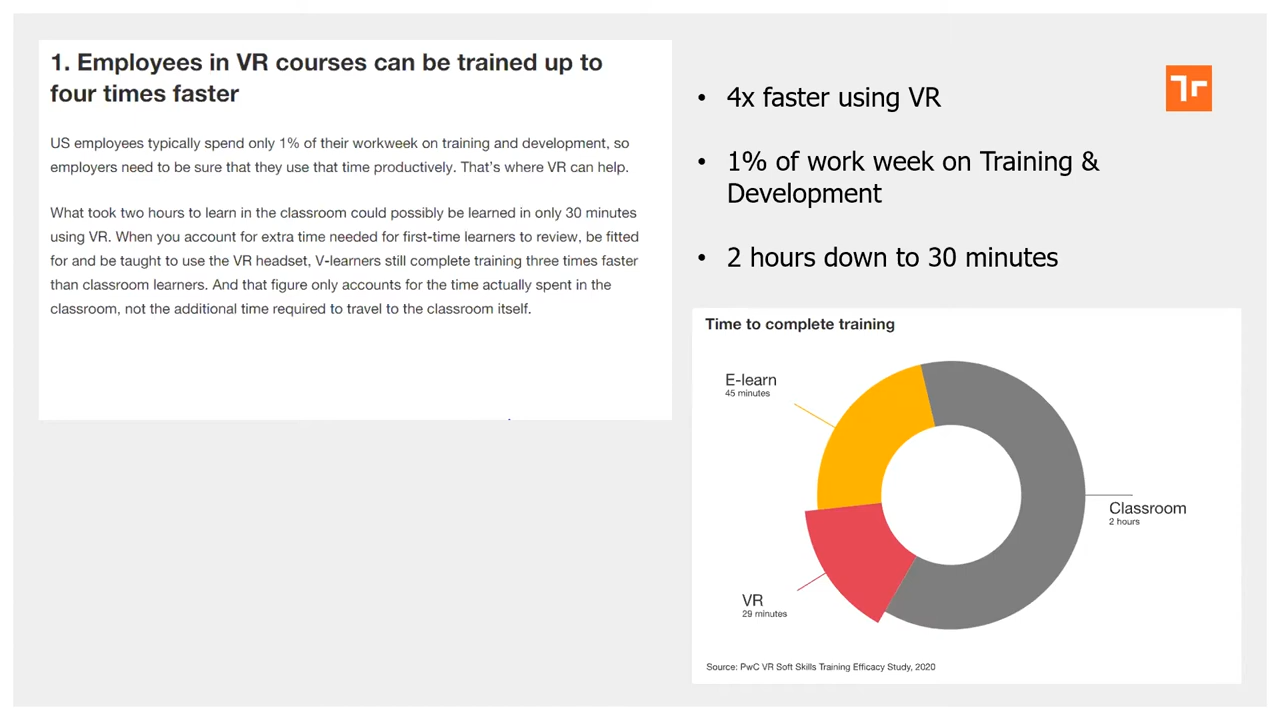 1. Employees in VR courses can be trained up to
four times faster
US employees typically spend only 1% of their workweek on training and development, so
employers need to be sure that they use that time productively. That's where VR can help.
What took two hours to learn in the classroom could possibly be learned in only 30 minutes
using VR. When you account for extra time needed for first-time learners to review, be fitted
for and be taught to use the VR headset, V-learners still complete training three times faster
than classroom learners. And that figure only accounts for the time actually spent in the
classroom, not the additional time required to travel to the classroom itself.
• 4x faster using VR
• 1% of work week on Training &
Development
• 2 hours down to 30 minutes
Time to complete training
E-learn
45 minutes
Classroom
2 hours
VR
29 minutes
Source: PwC VR Soft Skills Training Efficacy Study, 2020